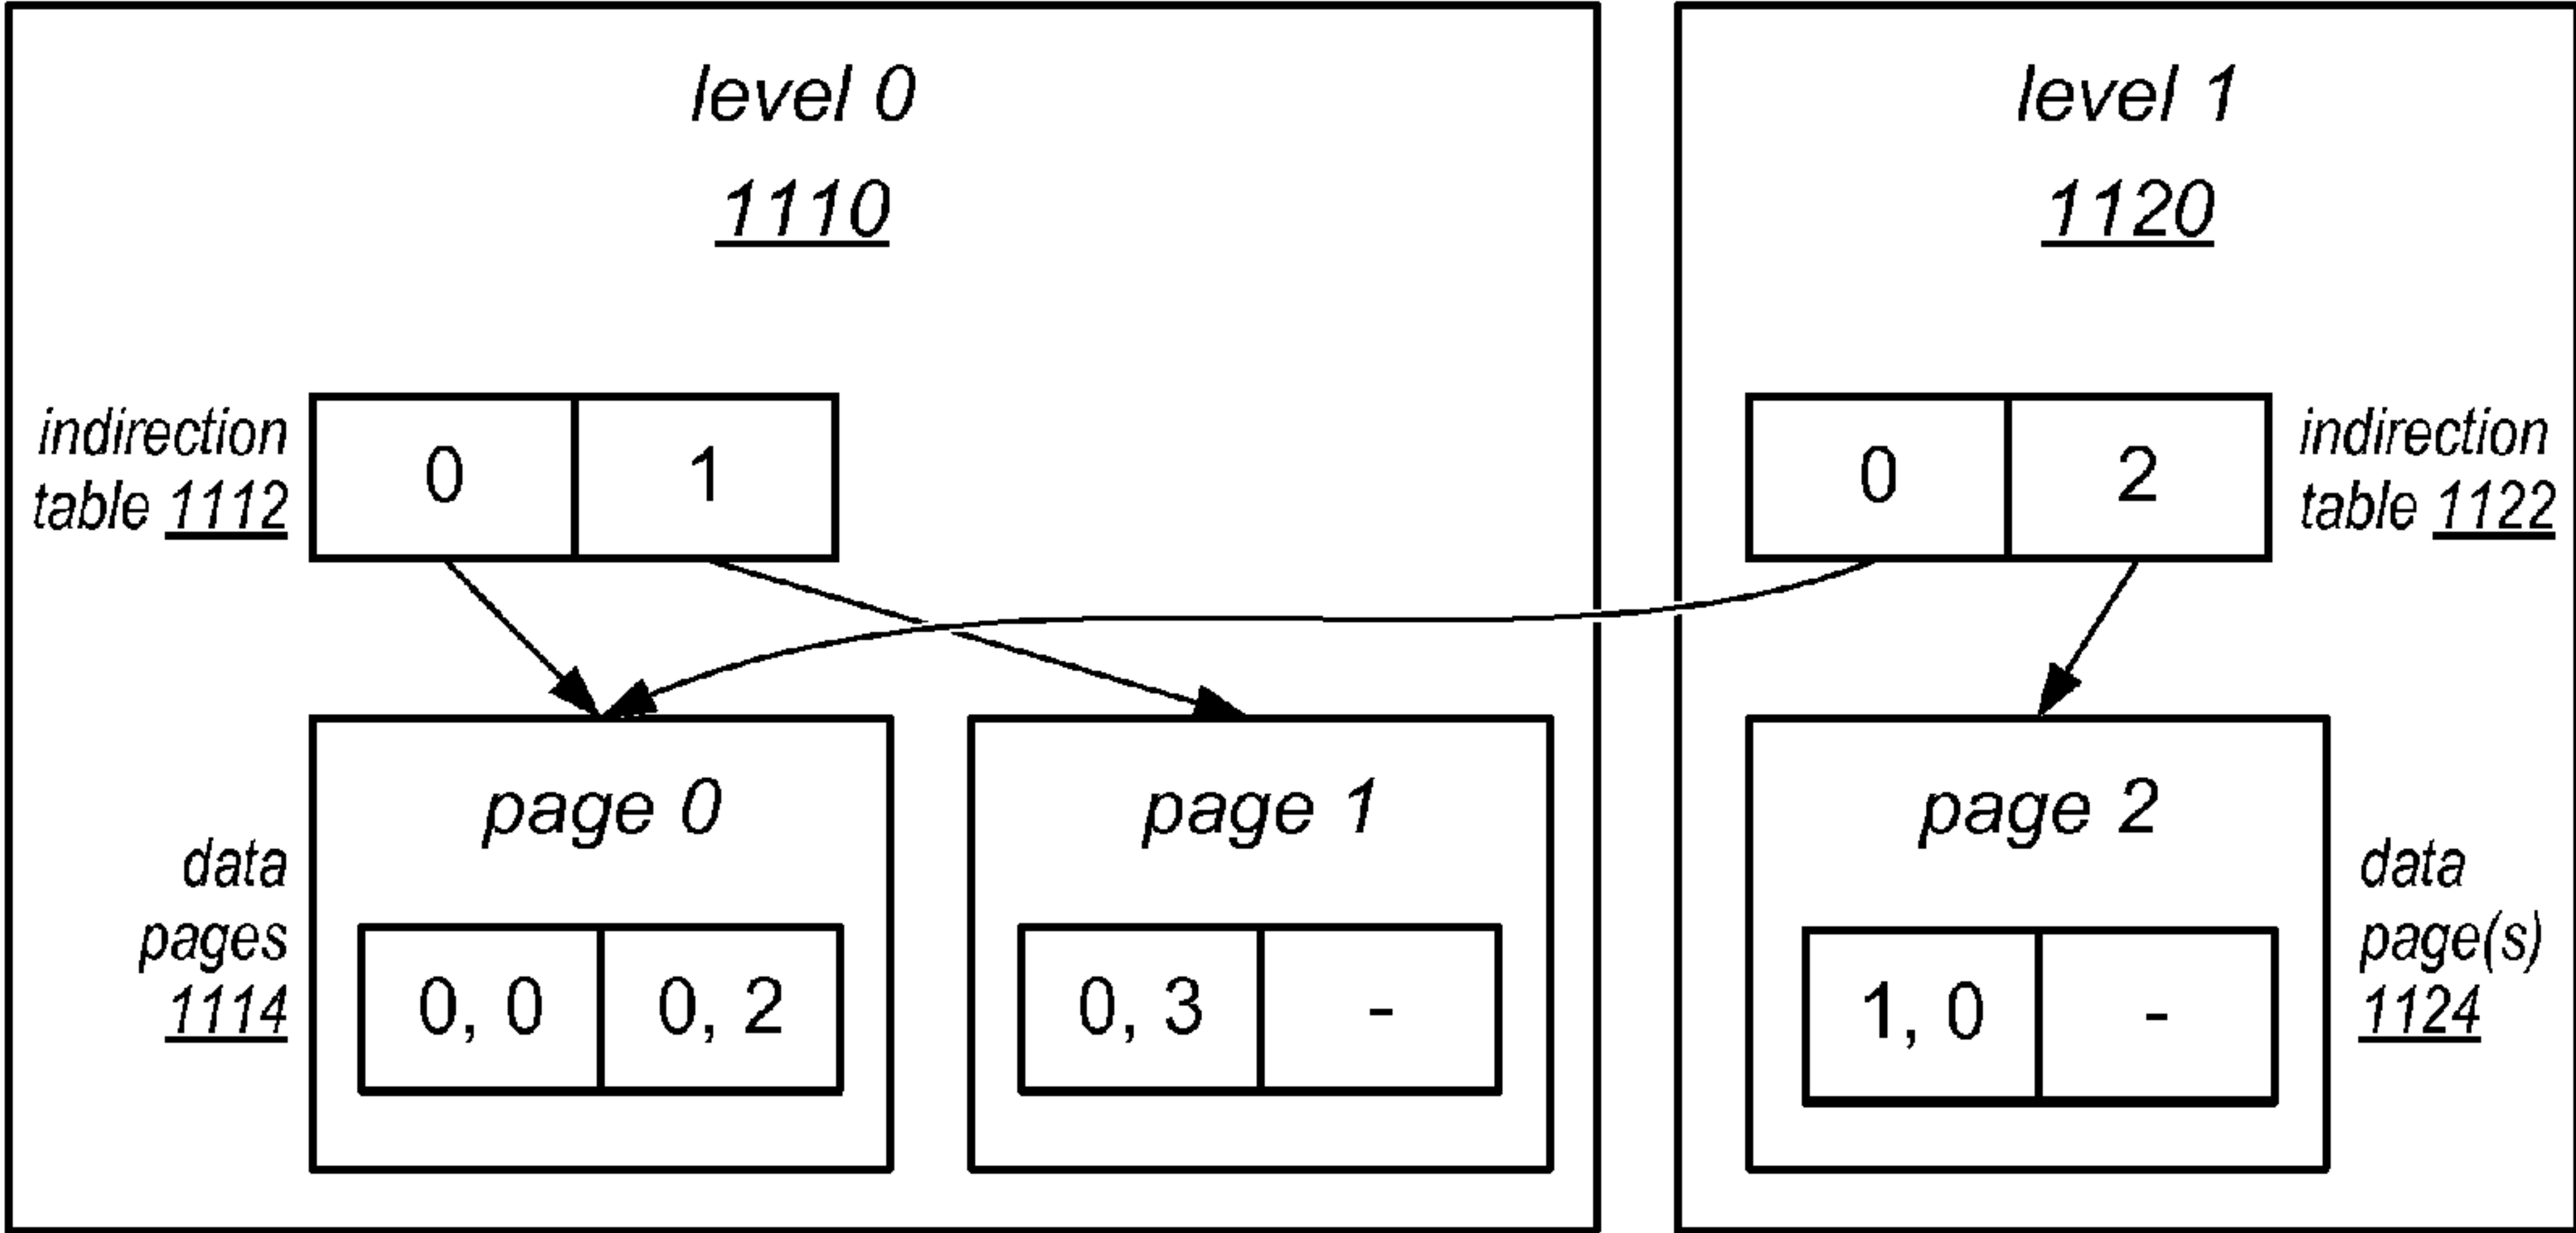 level 0
1110
level 1
1120
indirection
table 1112
0
1
0
2
indirection
table 1122
page 0
page 1
page 2
data
pages
1114
0, 0
0, 2
0, 3
-
1, 0
-
data
page(s)
1124